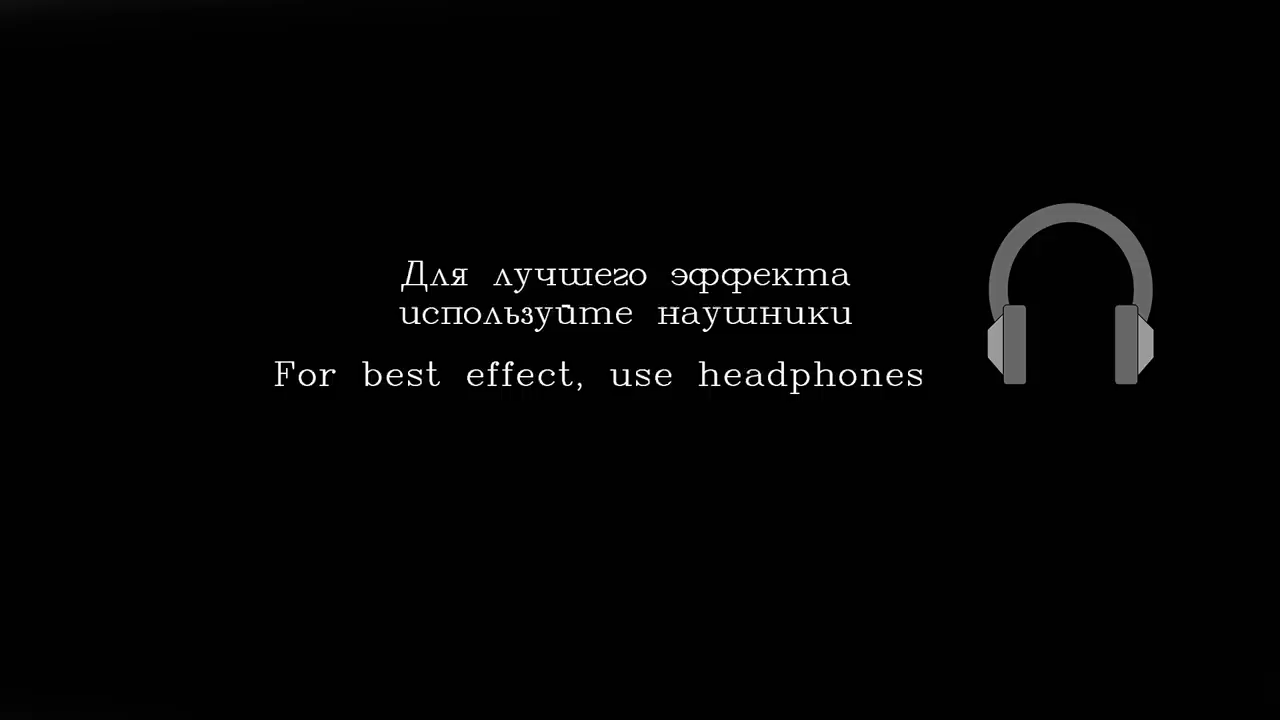 Для лучшего эффекта
используйте наушники
For best effect, use headphones